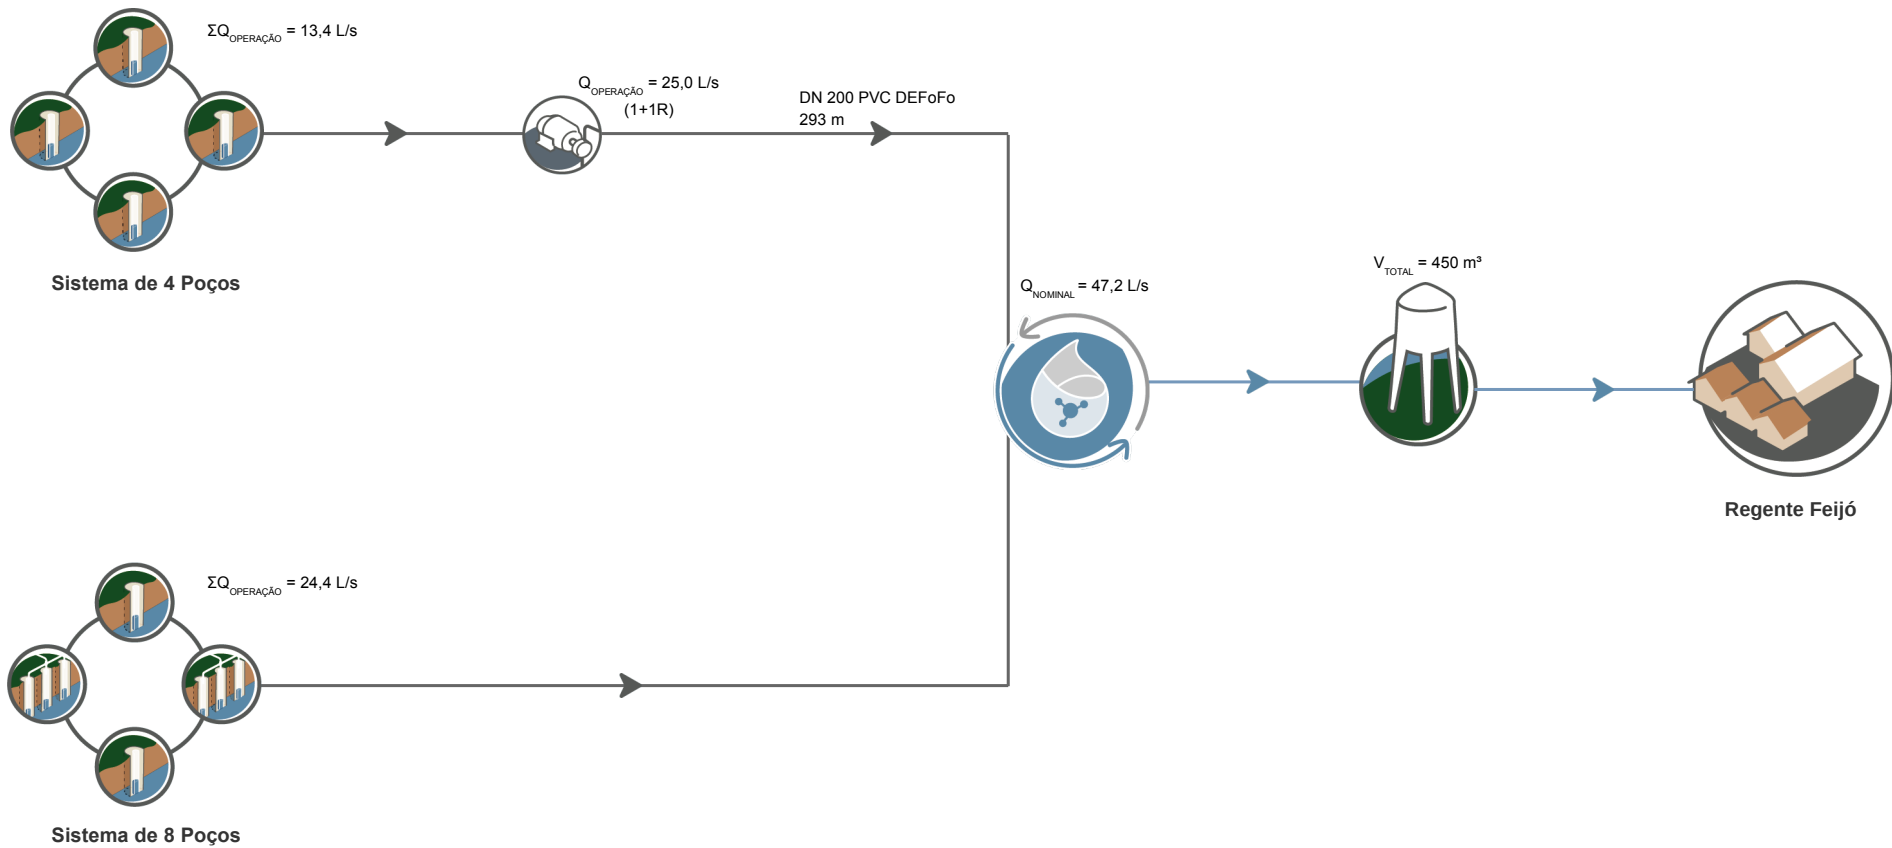 ΣQOPERAÇÃO = 13,4 L/s
QOPERAÇÃO = 25,0 L/s
(1+1R)
DN 200 PVC DEFoFo
293 m
Sistema de 4 Poços
QNOMINAL = 47,2 L/s
VTOTAL = 450 m³
Regente Feijó
ΣQOPERAÇÃO = 24,4 L/s
Sistema de 8 Poços